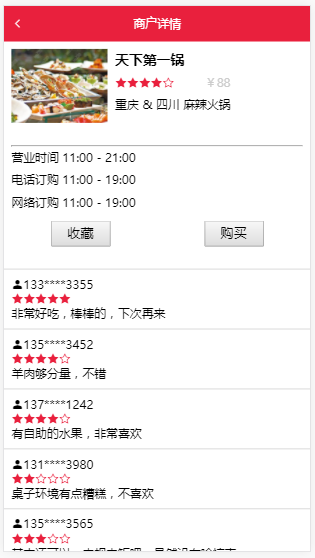 商户详情
天下第一锅
¥88
重庆 & 四川 麻辣火锅
营业时间 11:00 - 21:00
电话订购 11:00 - 19:00
网络订购 11:00 - 19:00
收藏 购买
133****3355
非常好吃，棒棒的，下次再来
135****3452
羊肉够分量，不错
137****1242
有自助的水果，非常喜欢
131****3980
桌子环境有点糟糕，不喜欢
135****3565